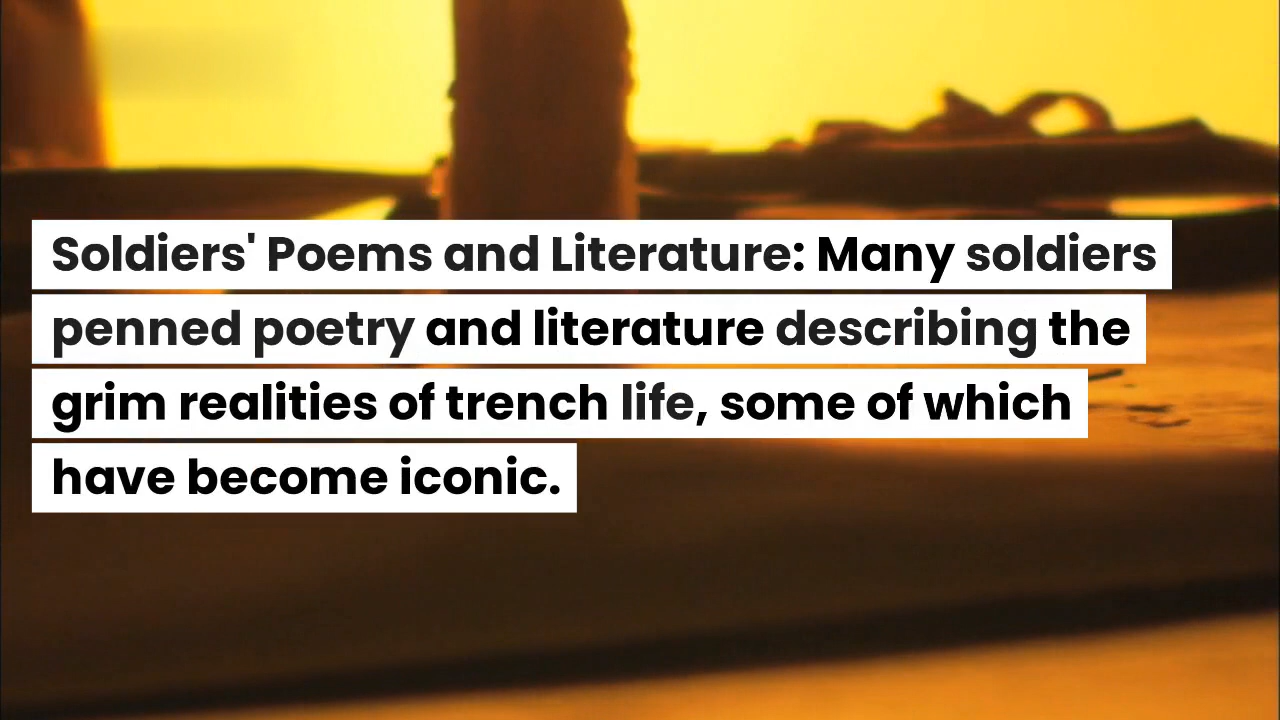 Soldiers' Poems and Literature: Many soldiers
penned poetry and literature describing the
grim realities of trench life, some of which
have become iconic.